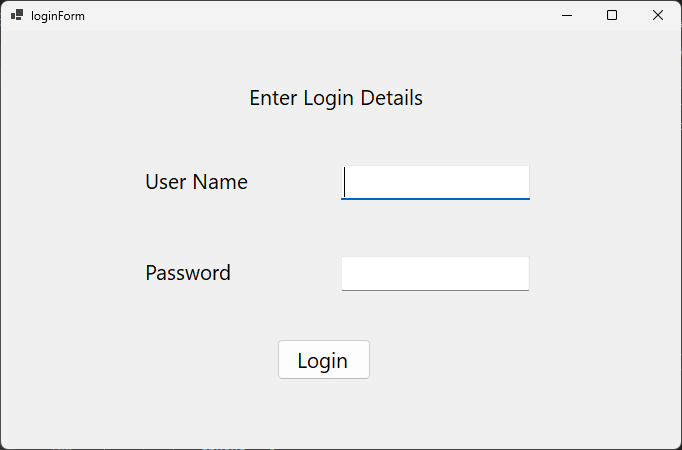 loginForm
Enter Login Details
User Name
Password
Login